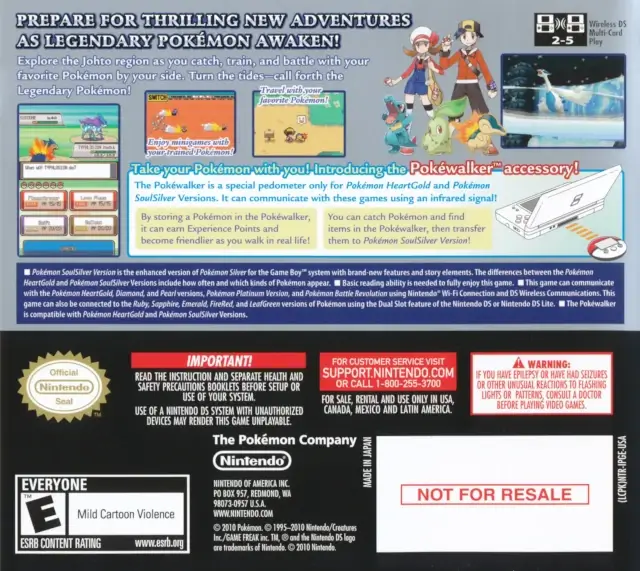 PREPARE FOR THRILLING NEW ADVENTURES
AS LEGENDARY POKÉMON AWAKEN!
Explore the Johto region as you catch, train, and battle with your
favorite Pokémon by your side. Turn the tides—call forth the
Legendary Pokémon!
2-5
Wireless DS
Multi-Card
Play
SWITCH
Enjoy minigames with
your trained Pokémon!
Travel with your
favorite Pokémon!
Take your Pokémon with you! Introducing the Pokéwalker™ accessory!
The Pokéwalker is a special pedometer only for Pokémon HeartGold and Pokémon
SoulSilver Versions. It can communicate with these games using an infrared signal!
By storing a Pokémon in the Pokéwalker,
it can earn Experience Points and
become friendlier as you walk in real life!
You can catch Pokémon and find
items in the Pokéwalker, then transfer
them to Pokémon SoulSilver Version!
■ Pokémon SoulSilver Version is the enhanced version of Pokémon Silver for the Game Boy™ system with brand-new features and story elements. The differences between the Pokémon
HeartGold and Pokémon SoulSilver Versions include how often and which kinds of Pokémon appear. ■ Basic reading ability is needed to fully enjoy this game. ■ This game can communicate
with the Pokémon HeartGold, Diamond, and Pearl versions, Pokémon Platinum Version, and Pokémon Battle Revolution using Nintendo® Wi-Fi Connection and DS Wireless Communications. This
game can also be connected to the Ruby, Sapphire, Emerald, FireRed, and LeafGreen versions of Pokémon using the Dual Slot feature of the Nintendo DS or Nintendo DS Lite. ■ The Pokéwalker
is compatible with Pokémon HeartGold and Pokémon SoulSilver Versions.
Official
Nintendo
Seal
TM
IMPORTANT!
READ THE INSTRUCTION AND SEPARATE HEALTH AND
SAFETY PRECAUTIONS BOOKLETS BEFORE SETUP OR
USE OF YOUR SYSTEM.
USE OF A NINTENDO DS SYSTEM WITH UNAUTHORIZED
DEVICES MAY RENDER THIS GAME UNPLAYABLE.
FOR CUSTOMER SERVICE VISIT
SUPPORT.NINTENDO.COM
OR CALL 1-800-255-3700
FOR SALE, RENTAL AND USE ONLY IN USA,
CANADA, MEXICO AND LATIN AMERICA.
WARNING:
IF YOU HAVE EPILEPSY OR HAVE HAD SEIZURES
OR OTHER UNUSUAL REACTIONS TO FLASHING
LIGHTS OR PATTERNS, CONSULT A DOCTOR
BEFORE PLAYING VIDEO GAMES.
The Pokémon Company
Nintendo®
NINTENDO OF AMERICA INC.
PO BOX 957, REDMOND, WA
98073-0957 U.S.A.
WWW.NINTENDO.COM
© 2010 Pokémon. © 1995–2010 Nintendo/Creatures
Inc./GAME FREAK inc. TM, ® and the Nintendo DS logo
are trademarks of Nintendo. © 2010 Nintendo.
MADE IN JAPAN
NOT FOR RESALE
(LCPK)NTR-IPGE-USA
EVERYONE
E
TM
Mild Cartoon Violence
ESRB CONTENT RATING
www.esrb.org